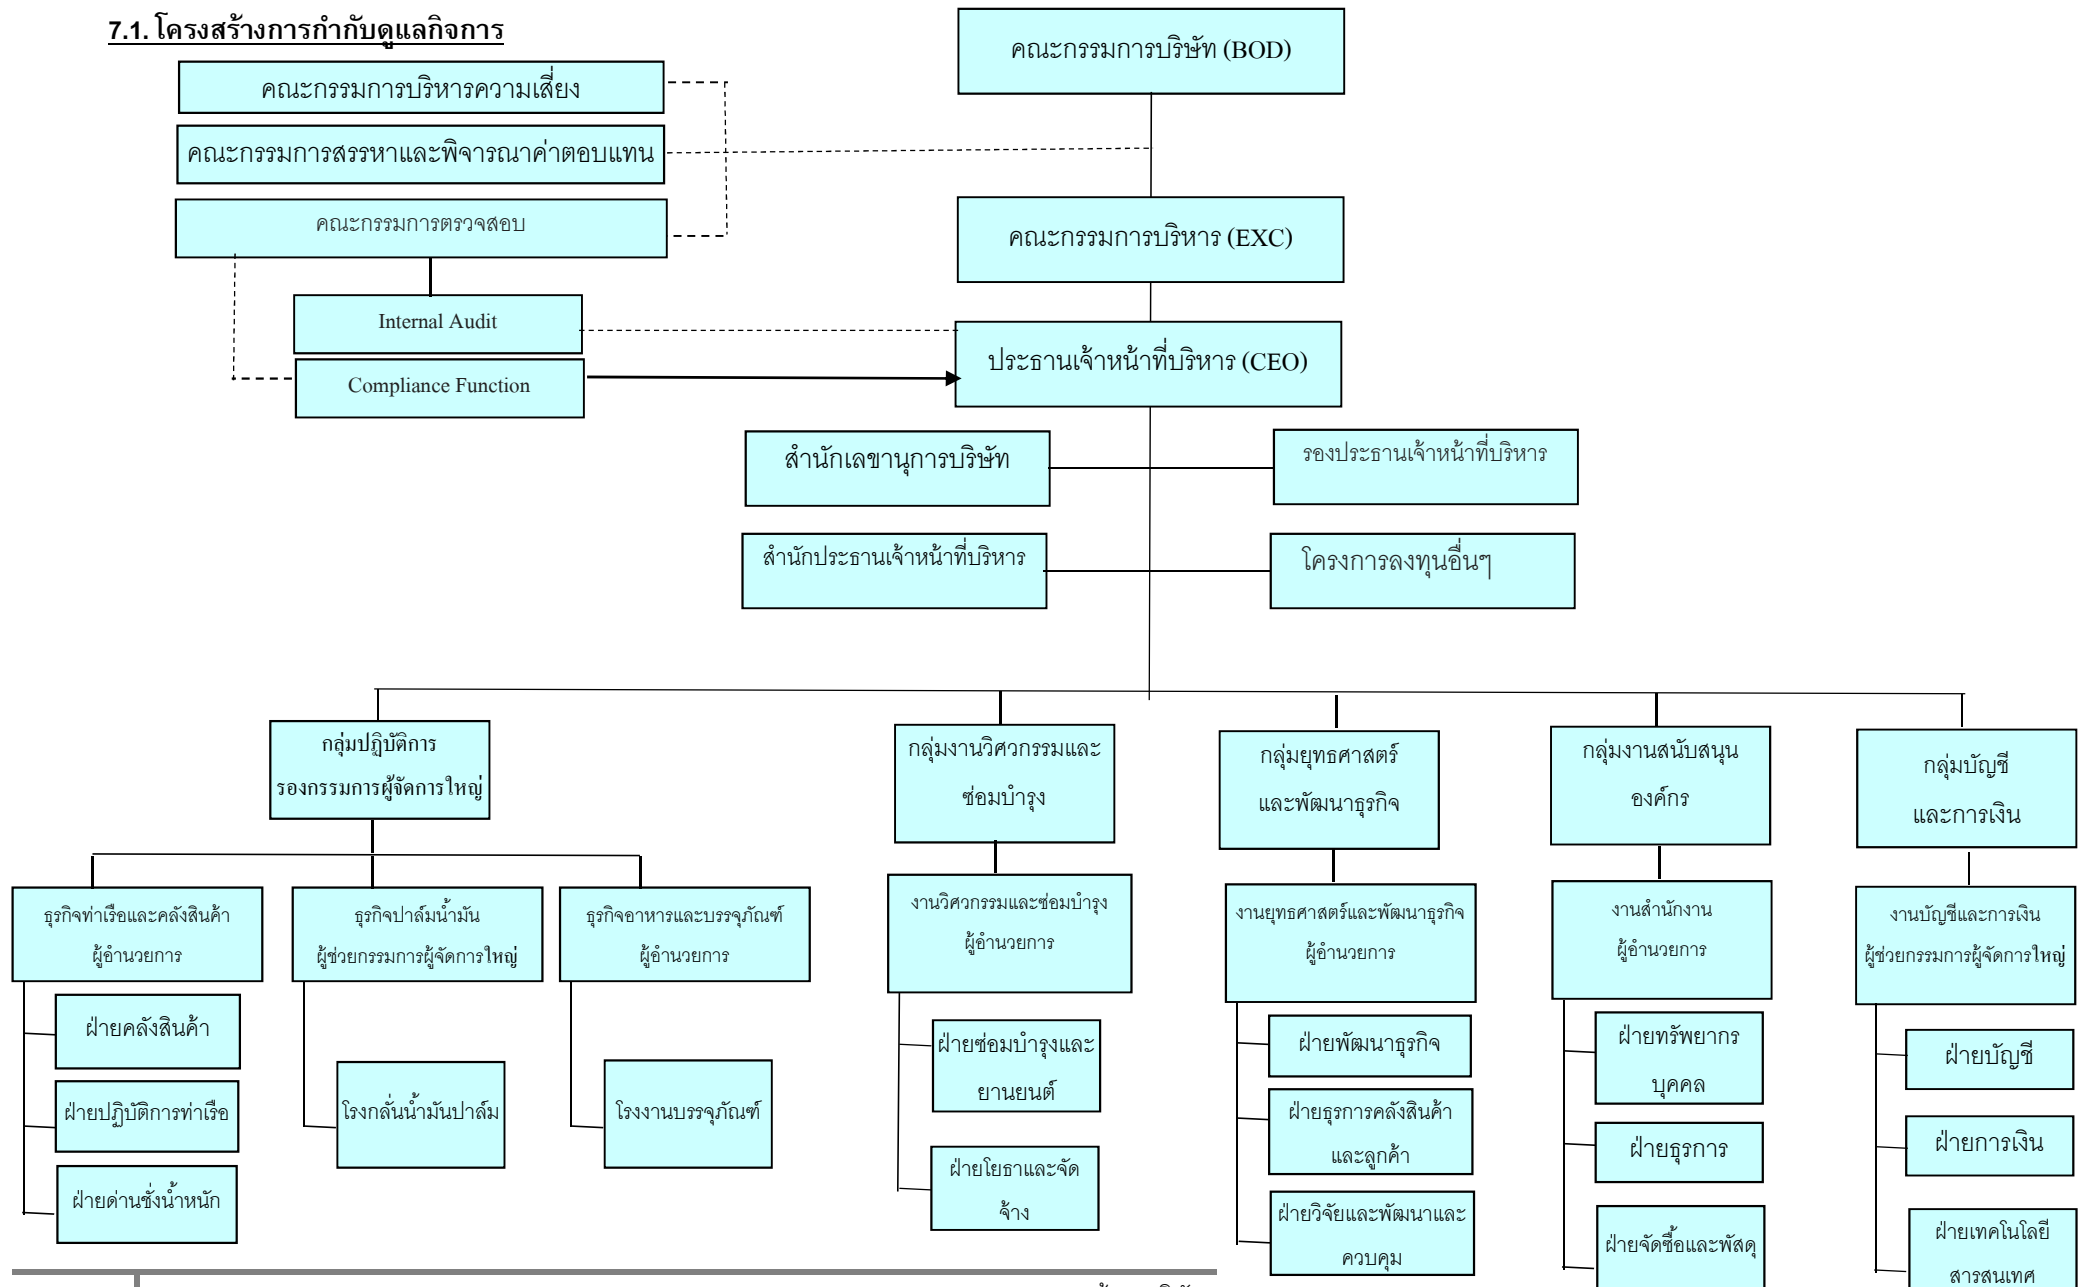 7.1. โครงสร้างการกำกับดูแลกิจการ
คณะกรรมการบริษัท (BOD)
คณะกรรมการบริหารความเสี่ยง
คณะกรรมการสรรหาและพิจารณาค่าตอบแทน
คณะกรรมการตรวจสอบ
คณะกรรมการบริหาร (EXC)
Internal Audit
Compliance Function
ประธานเจ้าหน้าที่บริหาร (CEO)
สำนักเลขานุการบริษัท
รองประธานเจ้าหน้าที่บริหาร
สำนักประธานเจ้าหน้าที่บริหาร
โครงการลงทุนอื่นๆ
กลุ่มปฏิบัติการ
รองกรรมการผู้จัดการใหญ่
กลุ่มงานวิศวกรรมและ
ซ่อมบำรุง
กลุ่มยุทธศาสตร์
และพัฒนาธุรกิจ
กลุ่มงานสนับสนุน
องค์กร
กลุ่มบัญชี
และการเงิน
ธุรกิจท่าเรือและคลังสินค้า
ผู้อำนวยการ
ธุรกิจปาล์มน้ำมัน
ผู้ช่วยกรรมการผู้จัดการใหญ่
ธุรกิจอาหารและบรรจุภัณฑ์
ผู้อำนวยการ
งานวิศวกรรมและซ่อมบำรุง
ผู้อำนวยการ
งานยุทธศาสตร์และพัฒนาธุรกิจ
ผู้อำนวยการ
งานสำนักงาน
ผู้อำนวยการ
งานบัญชีและการเงิน
ผู้ช่วยกรรมการผู้จัดการใหญ่
ฝ่ายคลังสินค้า
ฝ่ายปฏิบัติการท่าเรือ
ฝ่ายด่านชั่งน้ำหนัก
โรงกลั่นน้ำมันปาล์ม
โรงงานบรรจุภัณฑ์
ฝ่ายซ่อมบำรุงและ
ยานยนต์
ฝ่ายโยธาและจัด
จ้าง
ฝ่ายพัฒนาธุรกิจ
ฝ่ายธุรการคลังสินค้า
และลูกค้า
ฝ่ายวิจัยและพัฒนาและ
ควบคุม
ฝ่ายทรัพยากร
บุคคล
ฝ่ายธุรการ
ฝ่ายจัดซื้อและพัสดุ
ฝ่ายบัญชี
ฝ่ายการเงิน
ฝ่ายเทคโนโลยี
สารสนเทศ